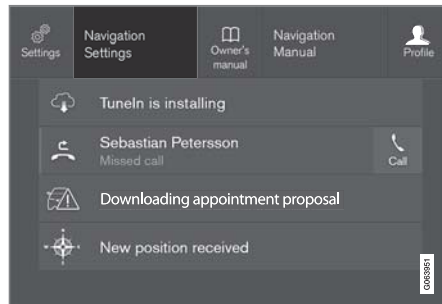 Settings
Navigation
Settings
Owner's
manual
Navigation
Manual
Profile
TuneIn is installing
Sebastian Petersson
Missed call
Call
Downloading appointment proposal
New position received
G063951